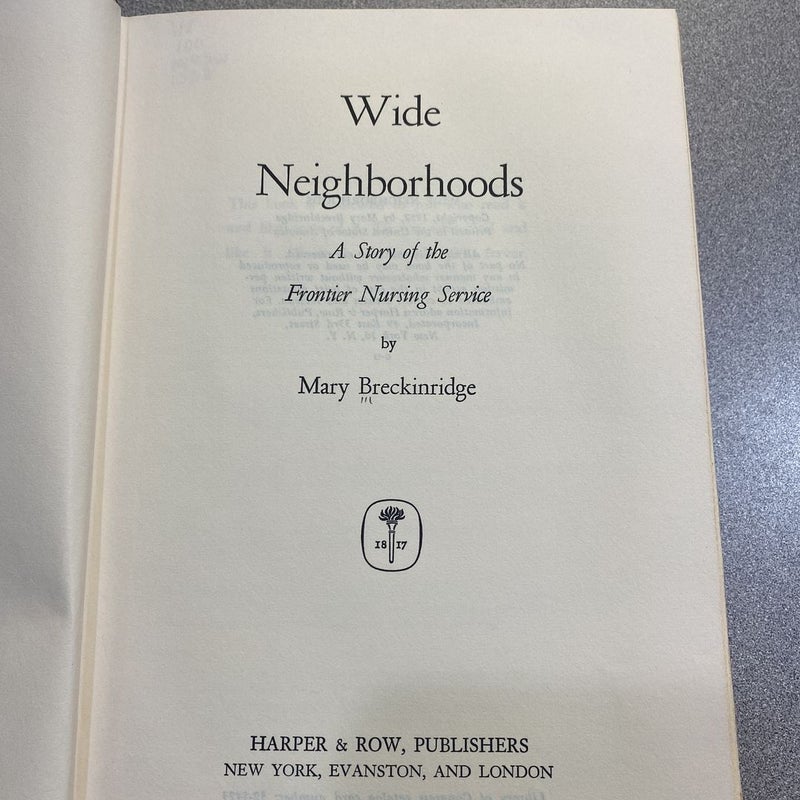 Wide
Neighborhoods
A Story of the
Frontier Nursing Service
by
Mary Breckinridge
18 17
HARPER & ROW, PUBLISHERS
NEW YORK, EVANSTON, AND LONDON